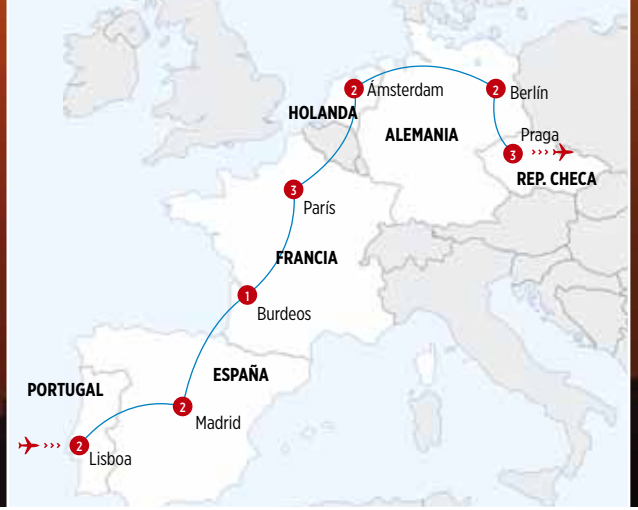 2 Ámsterdam
2 Berlín
HOLANDA
ALEMANIA
Praga
3
REP. CHECA
3
París
FRANCIA
1
Burdeos
ESPAÑA
PORTUGAL
2
Madrid
2
Lisboa